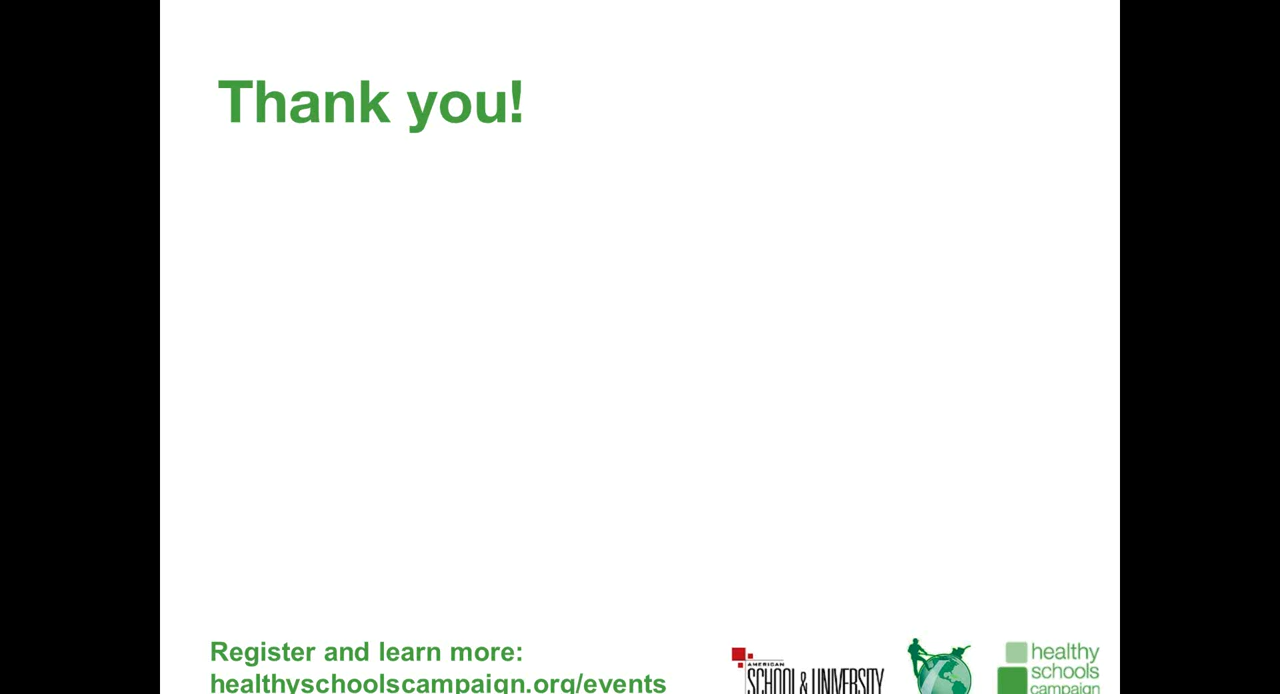 Thank you!
Register and learn more:
healthyschoolscampaign.org/events
AMERICAN
SCHOOL & UNIVERSITY
healthy
schools
campaign